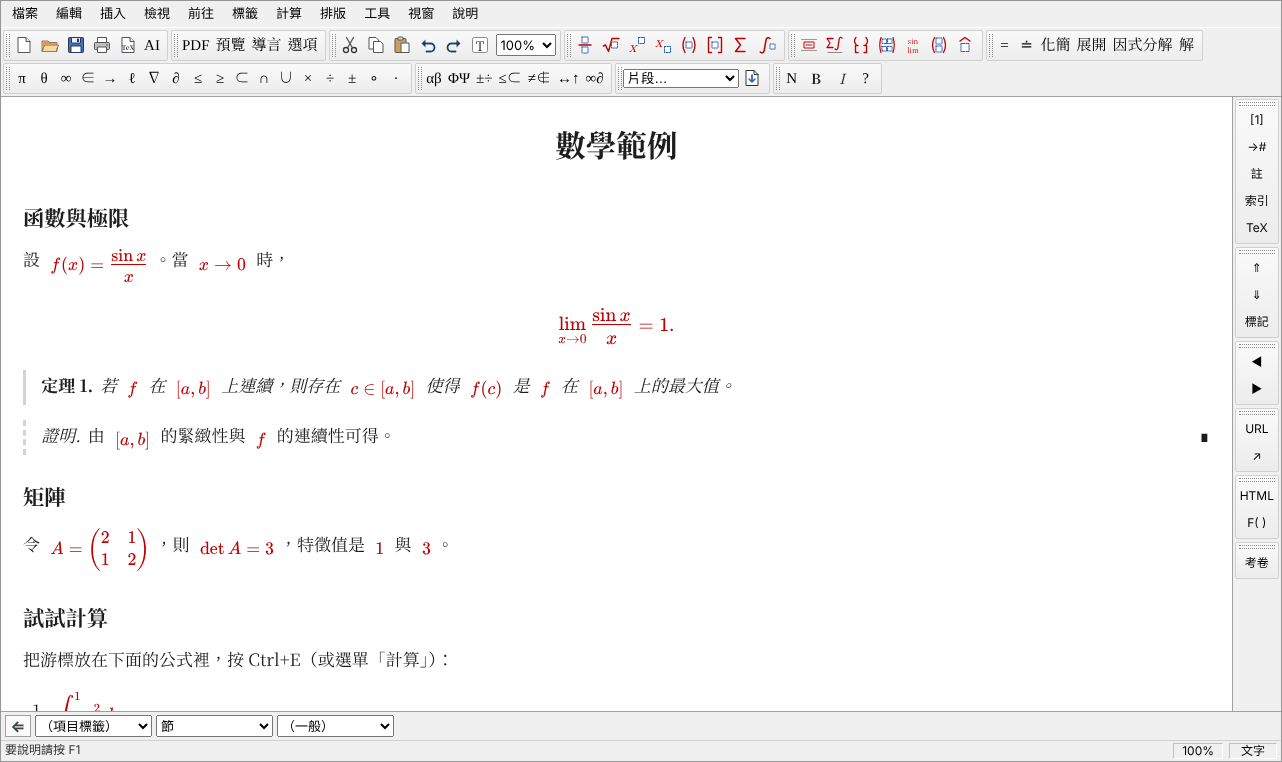 檔案 編輯 插入 檢視 前往 標籤 計算 排版 工具 視窗 說明
TeX AI PDF 預覽 導言 選項 T 100% X X sin lim = ≐ 化簡 展開 因式分解 解
π θ ∞ ∈ → ℓ ∇ ∂ ≤ ≥ ⊂ ∩ ∪ × ÷ ± ∘ · αβ ΦΨ ±÷ ≤⊂ ≠∉ ↔↑ ∞∂ 片段... N B I ?
數學範例
函數與極限
設 f(x) = sin x / x 。當 x → 0 時，
lim x→0 sin x / x = 1.
定理 1. 若 f 在 [a, b] 上連續，則存在 c ∈ [a, b] 使得 f(c) 是 f 在 [a, b] 上的最大值。
證明. 由 [a, b] 的緊緻性與 f 的連續性可得。
矩陣
令 A = (2 1
1 2) ，則 det A = 3 ，特徵值是 1 與 3 。
試試計算
把游標放在下面的公式裡，按 Ctrl+E（或選單「計算」）：
[1]
→#
註
索引
TeX
⇑
⇓
標記
◀
▶
URL
↗
HTML
F( )
考卷
⇐ （項目標籤） 節 （一般）
要說明請按 F1 100% 文字